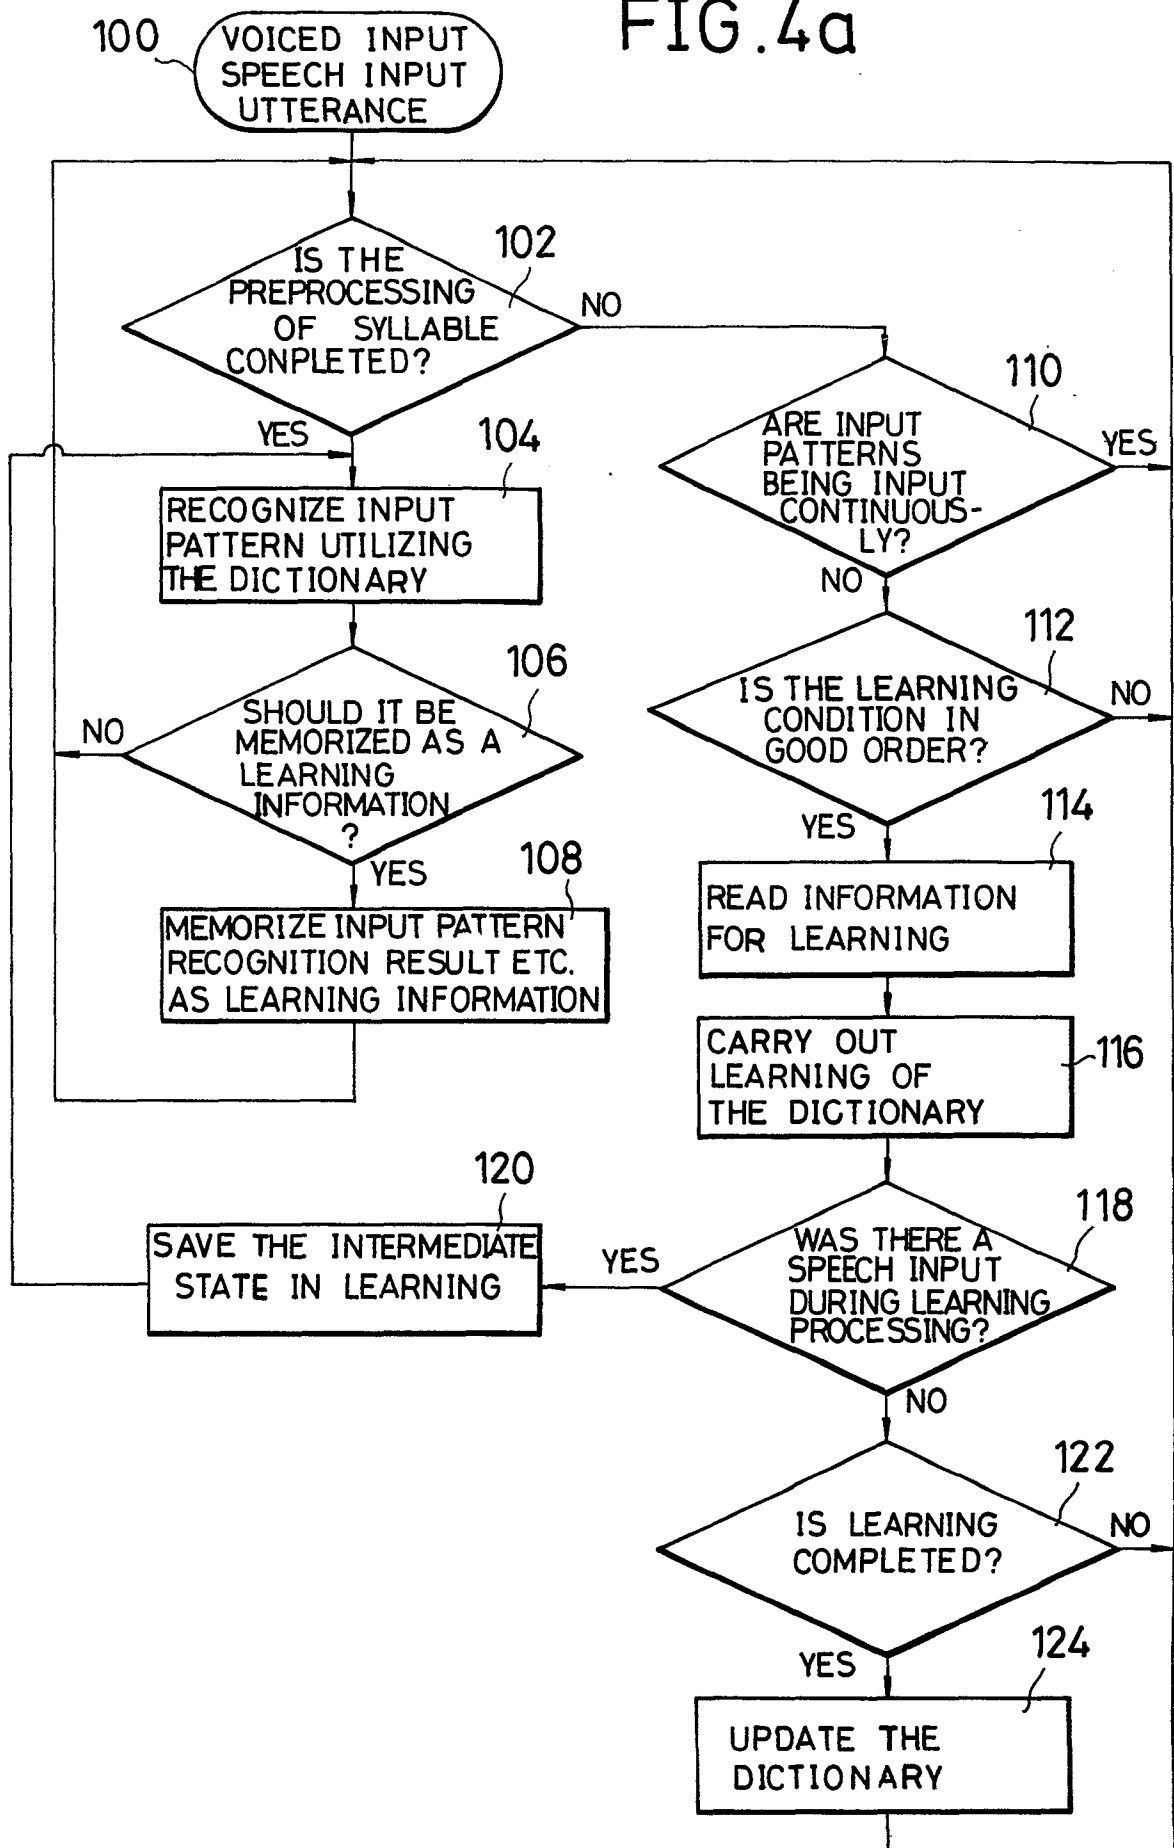 FIG.4a
100
VOICED INPUT
SPEECH INPUT
UTTERANCE
102
IS THE
PREPROCESSING
OF SYLLABLE
CONPLETED?
NO
YES
104
RECOGNIZE INPUT
PATTERN UTILIZING
THE DICTIONARY
106
SHOULD IT BE
MEMORIZED AS A
LEARNING
INFORMATION
?
NO
YES
108
MEMORIZE INPUT PATTERN
RECOGNITION RESULT ETC.
AS LEARNING INFORMATION
110
ARE INPUT
PATTERNS
BEING INPUT
CONTINUOUS-
LY?
YES
NO
112
IS THE LEARNING
CONDITION IN
GOOD ORDER?
NO
YES
114
READ INFORMATION
FOR LEARNING
116
CARRY OUT
LEARNING OF
THE DICTIONARY
118
WAS THERE A
SPEECH INPUT
DURING LEARNING
PROCESSING?
YES
NO
120
SAVE THE INTERMEDIATE
STATE IN LEARNING
122
IS LEARNING
COMPLETED?
NO
YES
124
UPDATE THE
DICTIONARY